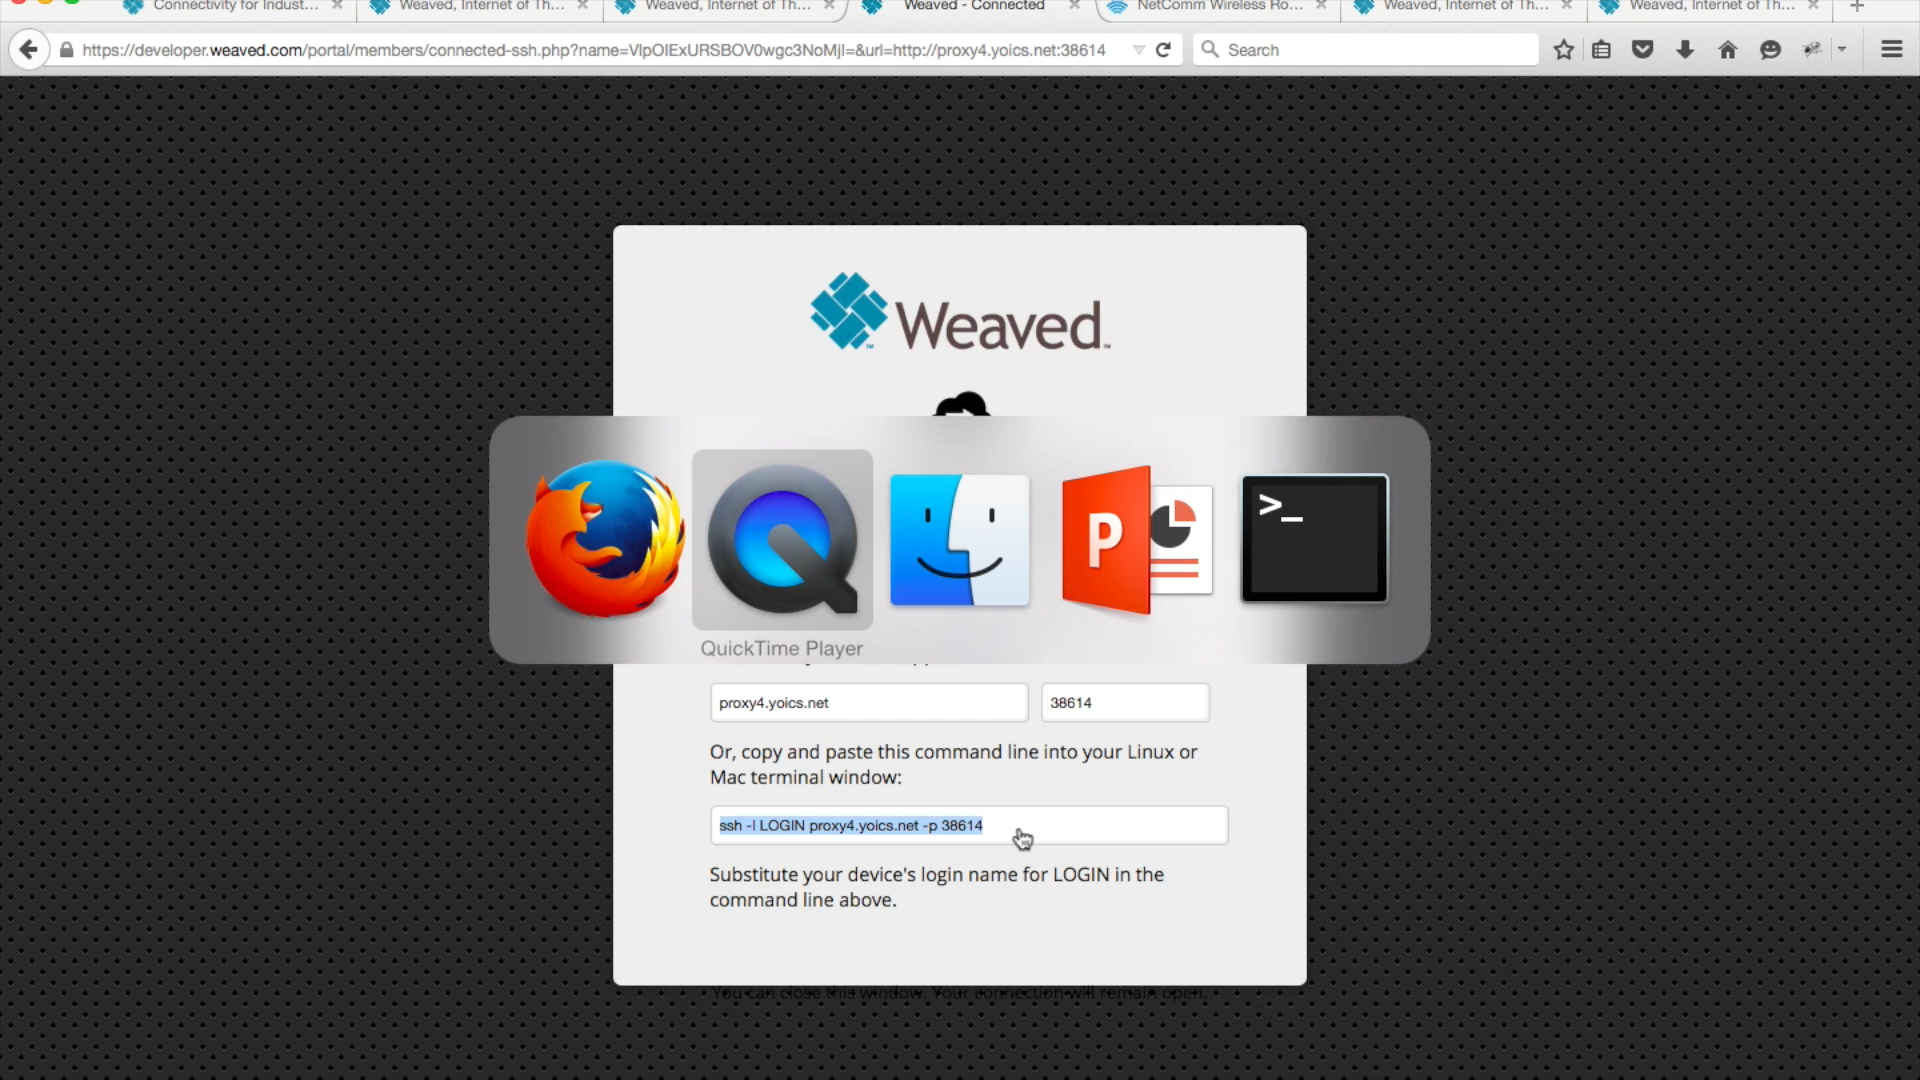 Connectivity for Indust...
Weaved, Internet of Th...
Weaved, Internet of Th...
Weaved - Connected
NetComm Wireless Ro...
Weaved, Internet of Th...
Weaved, Internet of Th...
https://developer.weaved.com/portal/members/connected-ssh.php?name=VlpOIExURSBOV0wgc3NoMjI=&url=http://proxy4.yoics.net:38614
Search
Weaved
P
>_
QuickTime Player
proxy4.yoics.net
38614
Or, copy and paste this command line into your Linux or
Mac terminal window:
ssh -l LOGIN proxy4.yoics.net -p 38614
Substitute your device's login name for LOGIN in the
command line above.
You can close this window. Your connection will remain open.